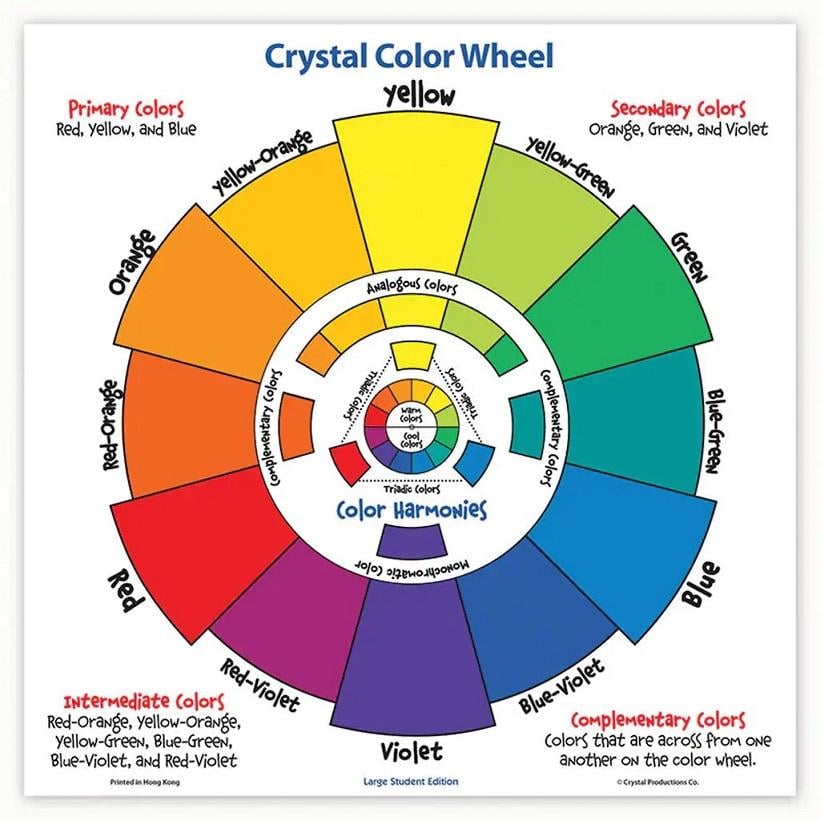 Crystal Color Wheel
Primary Colors
Red, Yellow, and Blue
Secondary Colors
Orange, Green, and Violet
Yellow
Yellow-Green
Green
Blue-Green
Blue
Blue-Violet
Violet
Red-Violet
Red
Red-Orange
Orange
Yellow-Orange
Analogous Colors
Complementary Colors
Complementary Colors
Triadic Colors
Triadic Colors
Warm
Colors
Cool
Colors
Triadic Colors
Color Harmonies
Monochromatic Color
Intermediate Colors
Red-Orange, Yellow-Orange,
Yellow-Green, Blue-Green,
Blue-Violet, and Red-Violet
Complementary Colors
Colors that are across from one
another on the color wheel.
Printed in Hong Kong
Large Student Edition
© Crystal Productions Co.